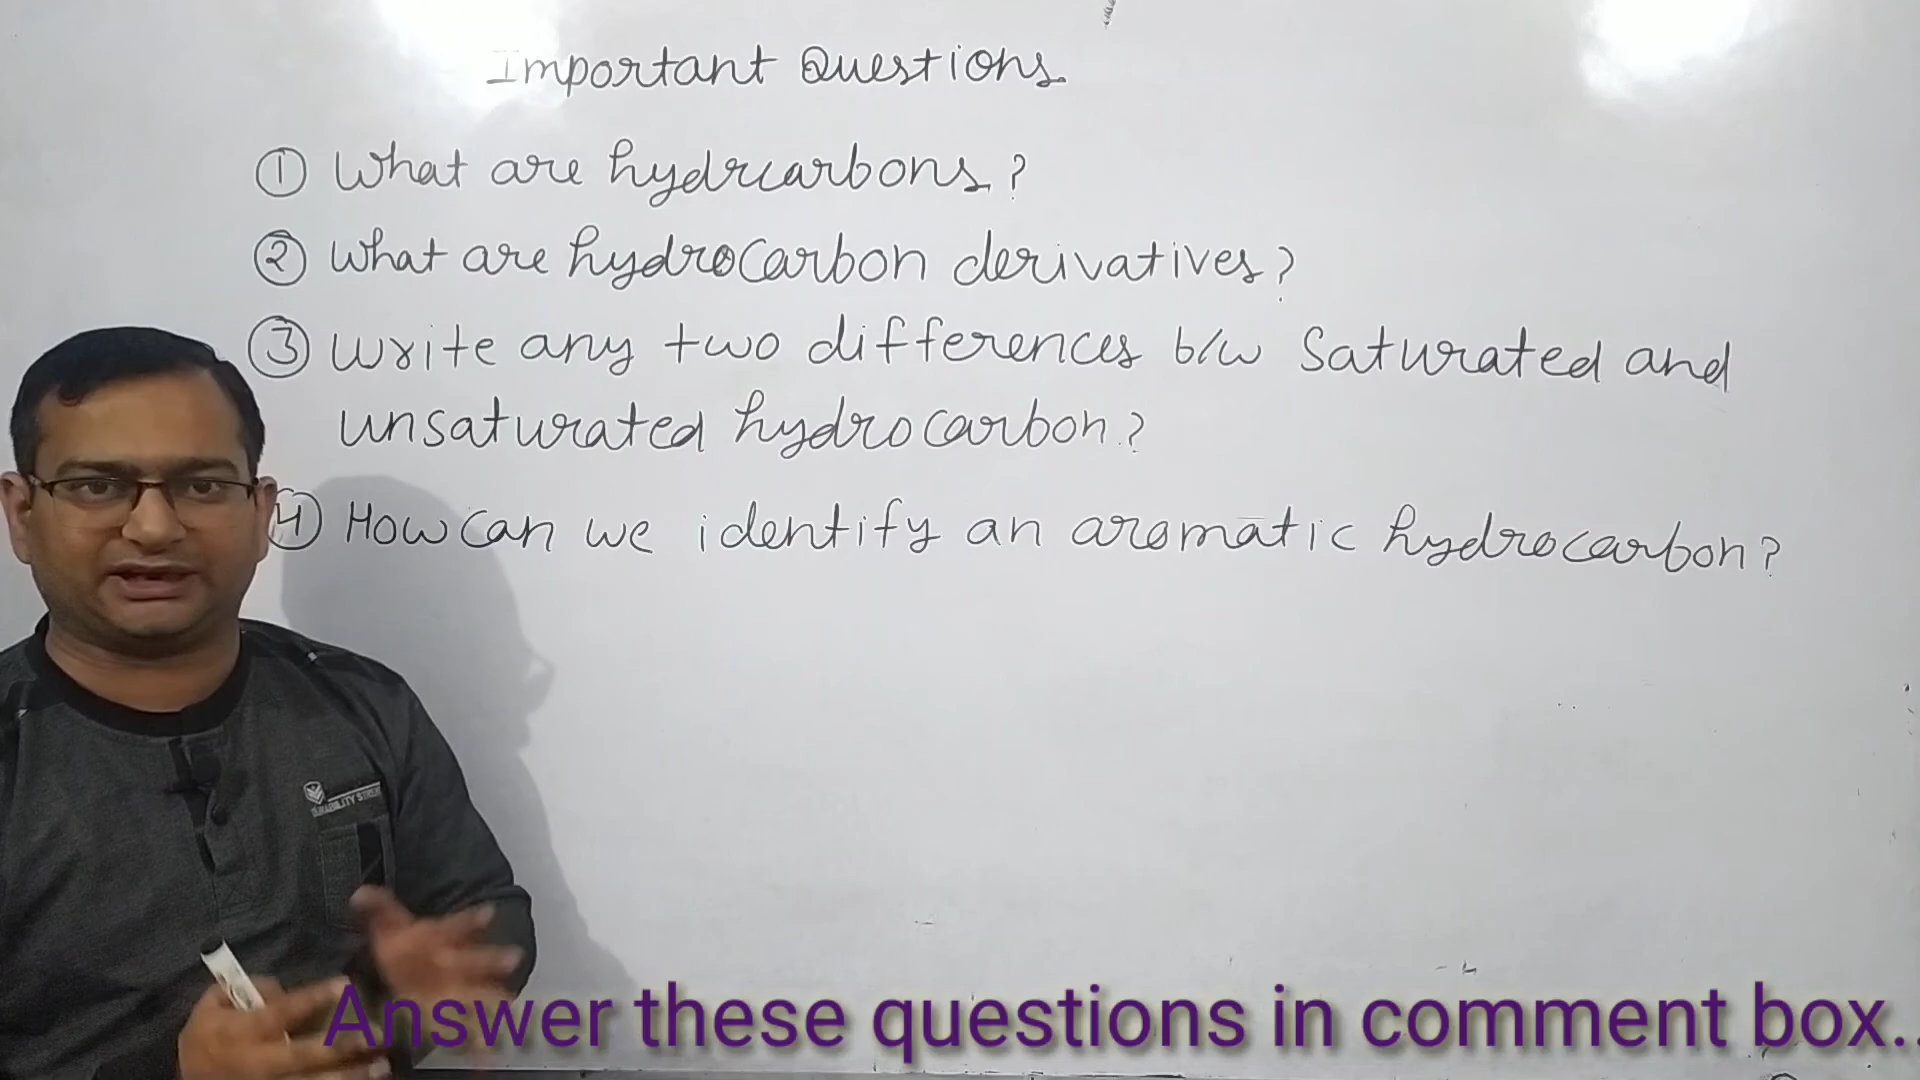 Important Questions
① What are hydrcarbons?
② What are hydrocarbon derivatives?
③ Write any two differences b/w Saturated and
unsaturated hydrocarbon?
④ How can we identify an aromatic hydrocarbon?
Answer these questions in comment box..